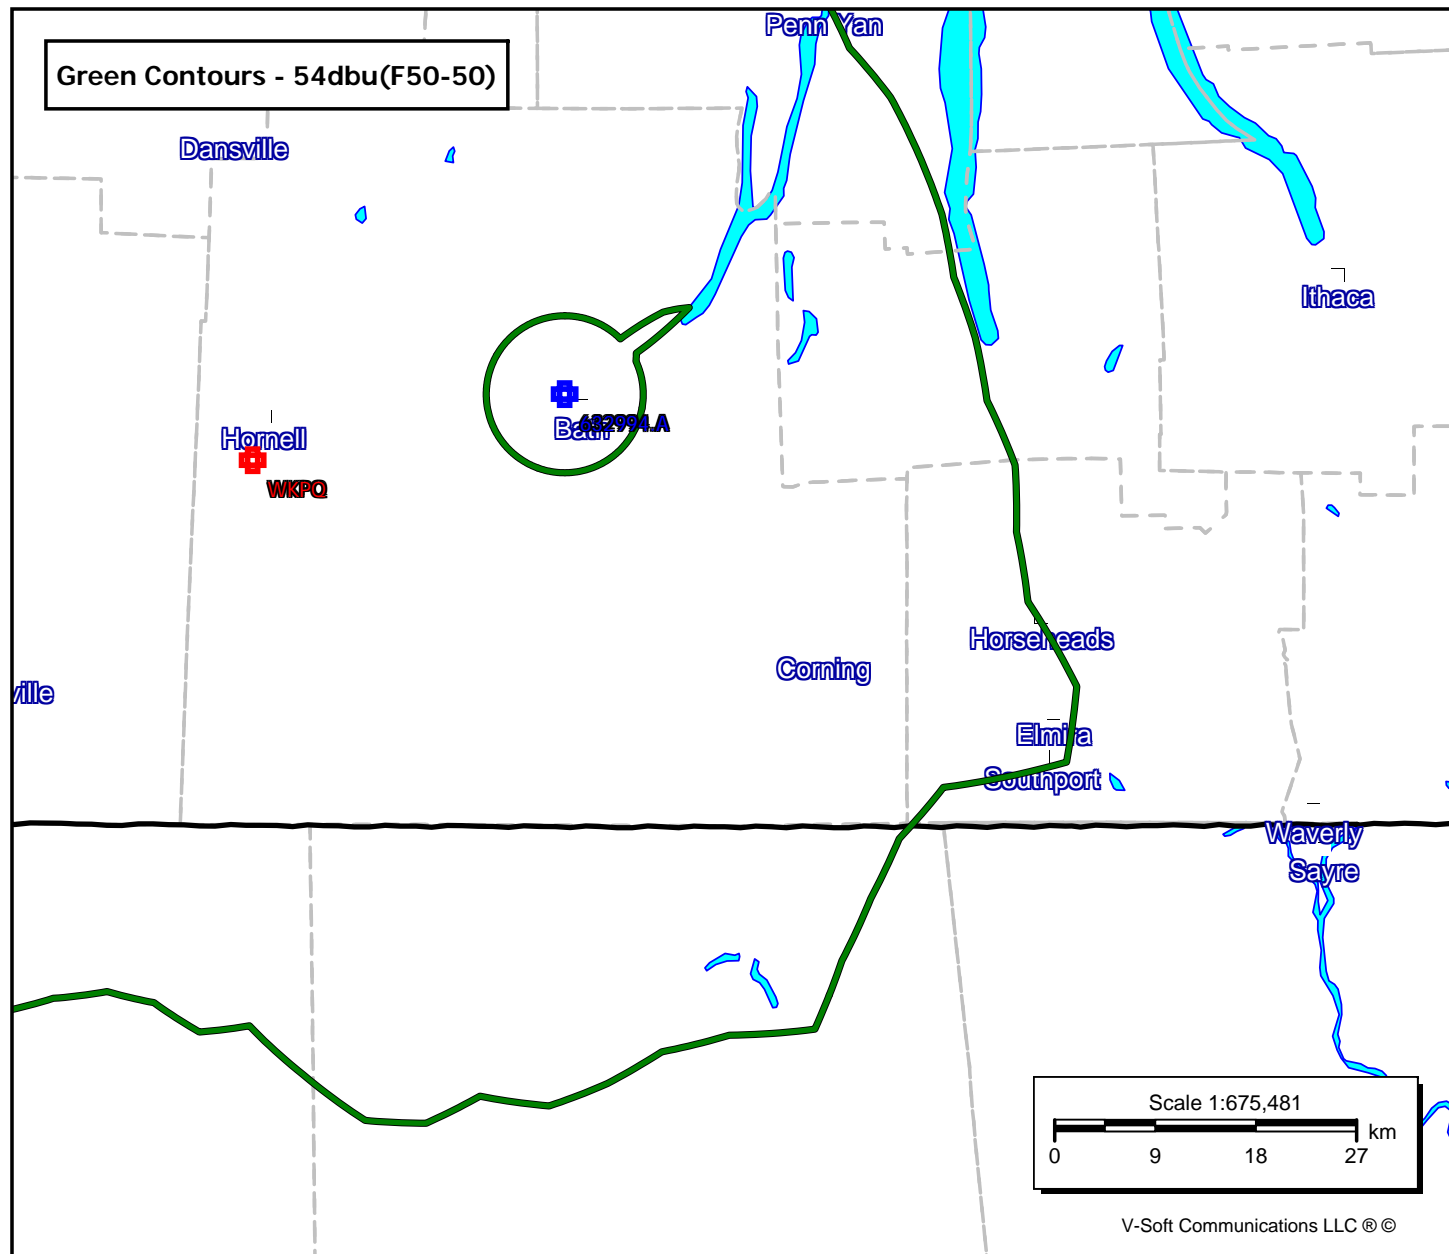 Penn Yan
Green Contours - 54dbu(F50-50)
Dansville
Ithaca
632994.A
Bath
Hornell
WKPQ
Horseheads
Corning
ville
Elmira
Southport
Waverly
Sayre
Scale 1:675,481
km
0 9 18 27
V-Soft Communications LLC ® ©